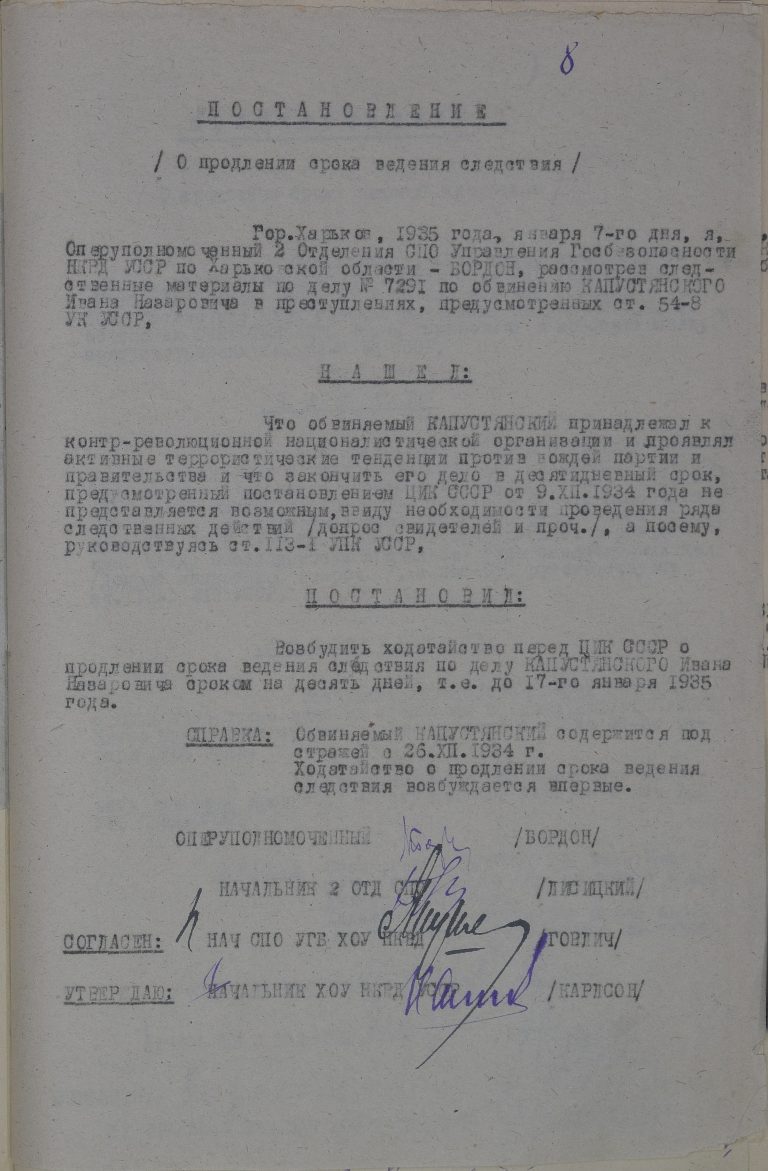 8
П О С Т А Н О В Л Е Н И Е
/ О продлении срока ведения следствия /
Гор.Харьков, 1935 года, января 7-го дня, я,
Оперуполномоченный 2 Отделения СПО Управления Госбезопасности
НКВД УССР по Харьковской области - БОРДОН, рассмотрев след-
ственные материалы по делу № 7291 по обвинению КАПУСТЯНСКОГО
Ивана Назаровича в преступлениях, предусмотренных ст. 54-8
УК УССР,
Н А Ш Е Л:
Что обвиняемый КАПУСТЯНСКИЙ принадлежал к
контр-революционной националистической организации и проявлял
активные террористические тенденции против вождей партии и
правительства и что закончить его дело в десятидневный срок,
предусмотренный постановлением ЦИК СССР от 9.XII.1934 года не
представляется возможным,ввиду необходимости проведения ряда
следственных действий /допрос свидетелей и проч./, а посему,
руководствуясь ст.113-1 УПК УССР,
П О С Т А Н О В И Л:
Возбудить ходатайство перед ЦИК СССР о
продлении срока ведения следствия по делу КАПУСТЯНСКОГО Ивана
Назаровича сроком на десять дней, т.е. до 17-го января 1935
года.
СПРАВКА: Обвиняемый КАПУСТЯНСКИЙ содержится под
стражей с 26.XII.1934 г.
Ходатайство о продлении срока ведения
следствия возбуждается впервые.
ОПЕРУПОЛНОМОЧЕННЫЙ /БОРДОН/
НАЧАЛЬНИК 2 ОТД СПО /ЛИСИЦКИЙ/
СОГЛАСЕН: НАЧ СПО УГБ ХОУ НКВД /ГОВЛИЧ/
УТВЕРЖДАЮ: НАЧАЛЬНИК ХОУ НКВД УССР /КАРЛСОН/